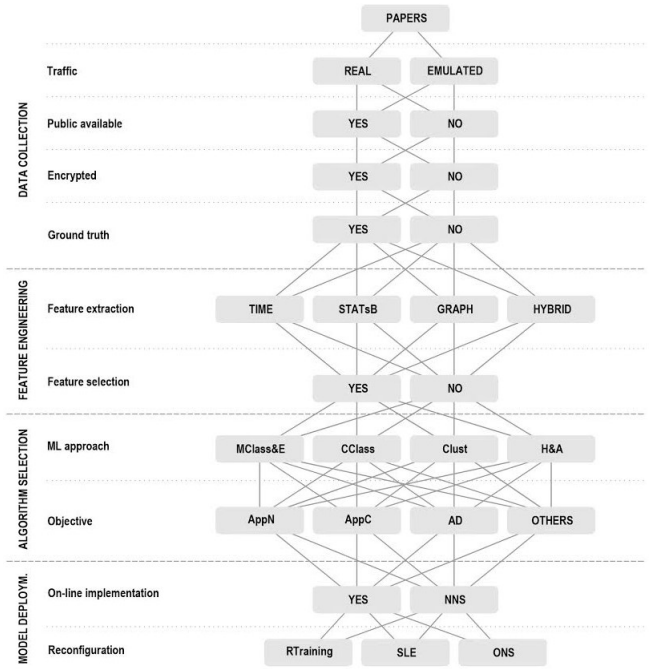 PAPERS
Traffic REAL EMULATED
Public available YES NO
Encrypted YES NO
Ground truth YES NO
DATA COLLECTION
Feature extraction TIME STATsB GRAPH HYBRID
Feature selection YES NO
FEATURE ENGINEERING
ML approach MClass&E CClass Clust H&A
Objective AppN AppC AD OTHERS
ALGORITHM SELECTION
On-line implementation YES NNS
Reconfiguration RTraining SLE ONS
MODEL DEPLOYM.